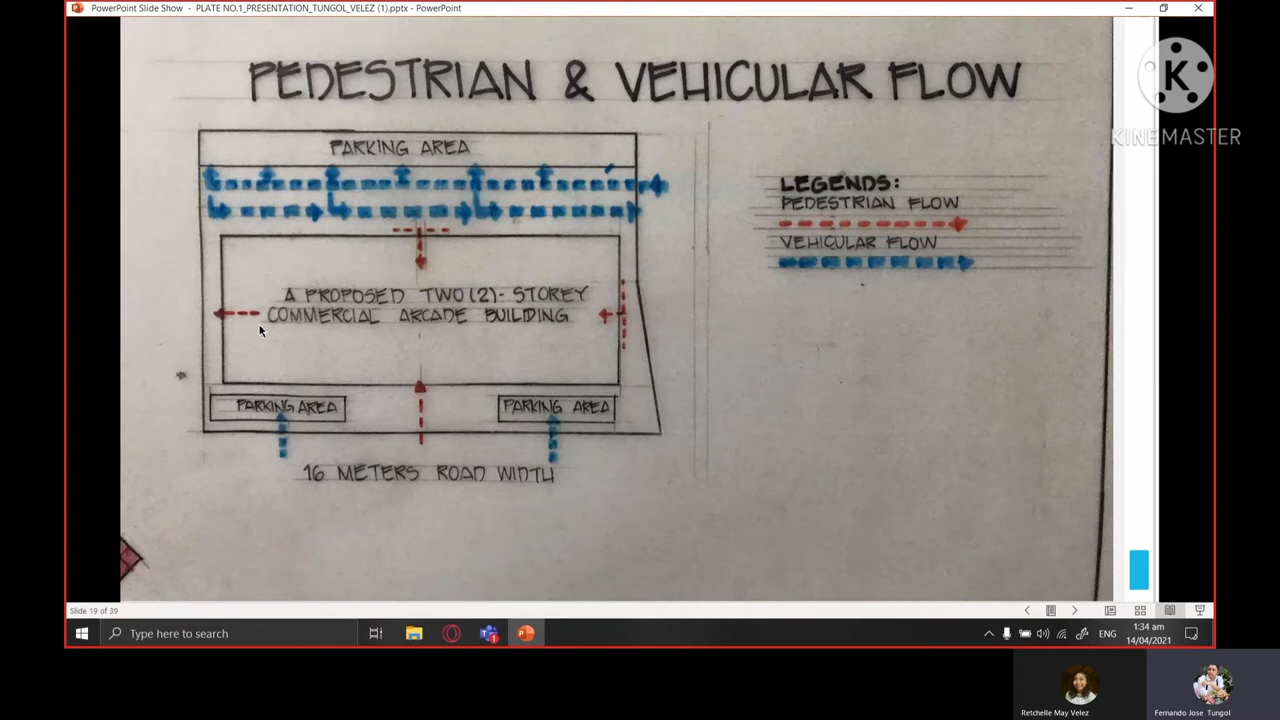 PowerPoint Slide Show - PLATE NO.1_PRESENTATION_TUNGOL_VELEZ (1).pptx - PowerPoint
K
KINEMASTER
PEDESTRIAN & VEHICULAR FLOW
PARKING AREA
A PROPOSED TWO(2)- STOREY
COMMERCIAL ARCADE BUILDING
PARKING AREA
PARKING AREA
16 METERS ROAD WIDTH
LEGENDS:
PEDESTRIAN FLOW
VEHICULAR FLOW
Slide 19 of 39
Type here to search
1
P
ENG
1:34 am
14/04/2021
Retchelle May Velez
Fernando Jose Tungol